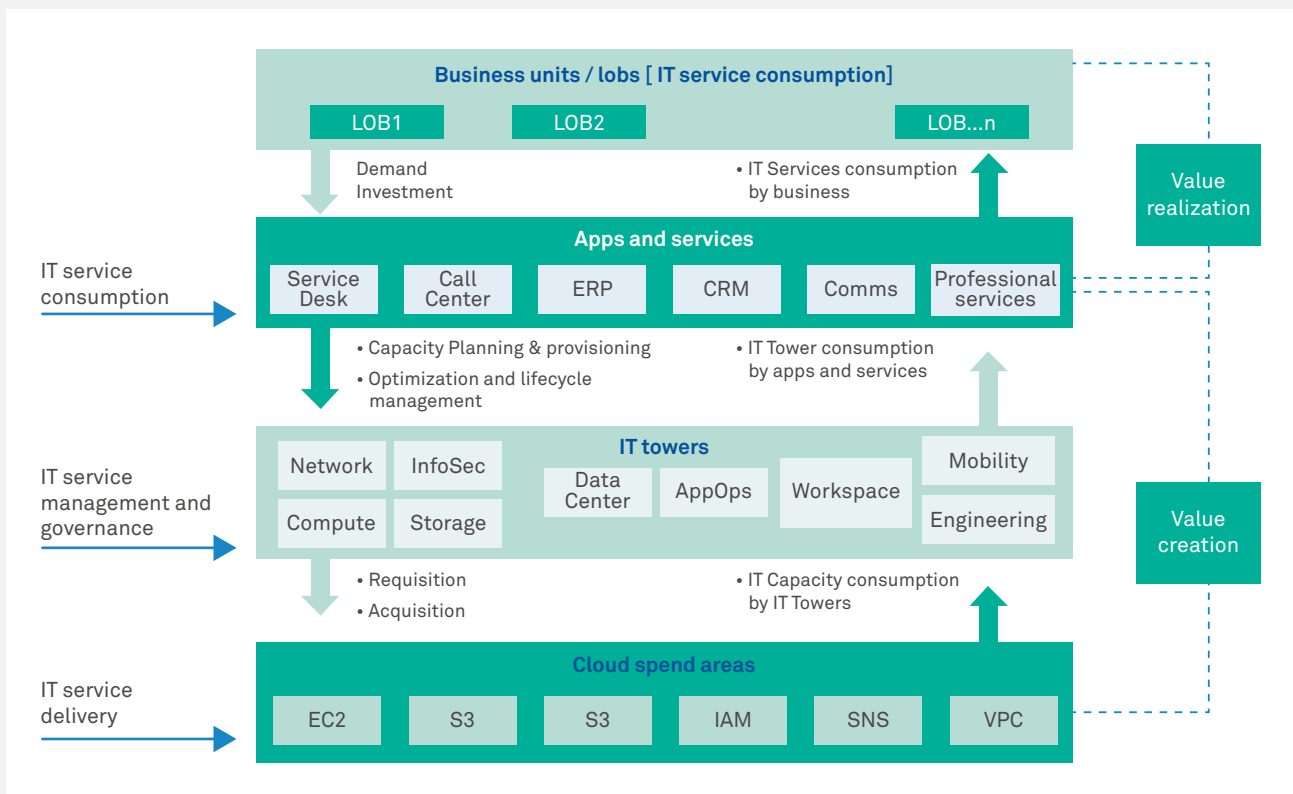 Business units / lobs [ IT service consumption]
LOB1
LOB2
LOB...n
Demand
Investment
• IT Services consumption
by business
Value
realization
Apps and services
IT service
consumption
Service
Desk
Call
Center
ERP
CRM
Comms
Professional
services
• Capacity Planning & provisioning
• Optimization and lifecycle
management
• IT Tower consumption
by apps and services
IT towers
IT service
management and
governance
Network
InfoSec
Compute
Storage
Data
Center
AppOps
Workspace
Mobility
Engineering
Value
creation
• Requisition
• Acquisition
• IT Capacity consumption
by IT Towers
Cloud spend areas
IT service
delivery
EC2
S3
S3
IAM
SNS
VPC